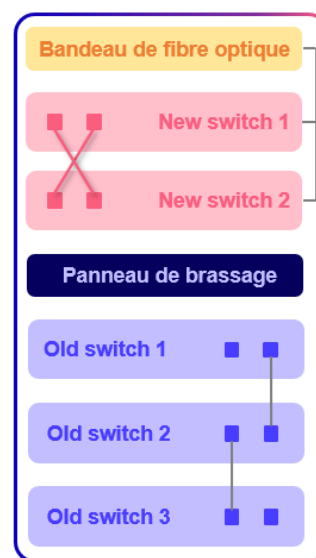 Bandeau de fibre optique
New switch 1
New switch 2
Panneau de brassage
Old switch 1
Old switch 2
Old switch 3